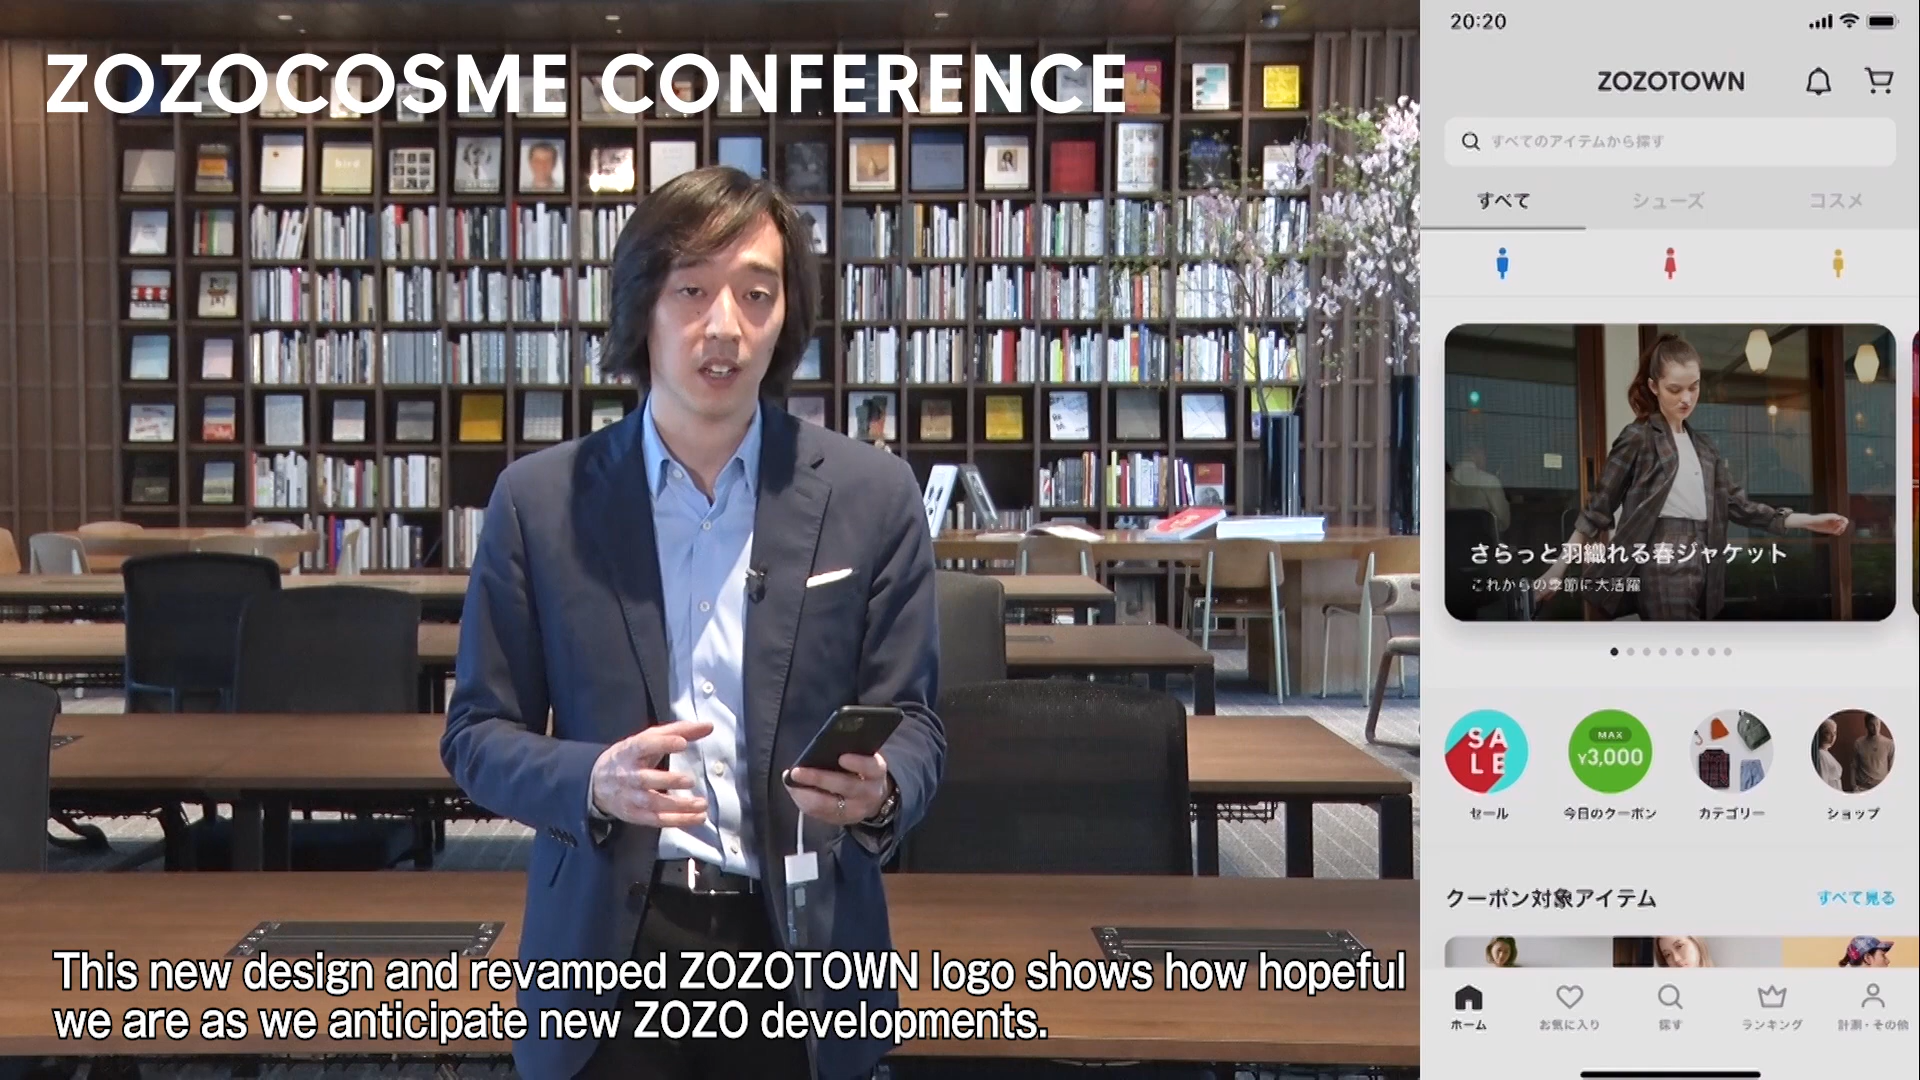 ZOZOCOSME CONFERENCE
This new design and revamped ZOZOTOWN logo shows how hopeful
we are as we anticipate new ZOZO developments.
20:20
ZOZOTOWN
すべてのアイテムから探す
すべて
シューズ
コスメ
さらっと羽織れる春ジャケット
これからの季節に大活躍
SA
LE
MAX
¥3,000
セール
今日のクーポン
カテゴリー
ショップ
クーポン対象アイテム
すべて見る
ホーム
お気に入り
探す
ランキング
計測・その他